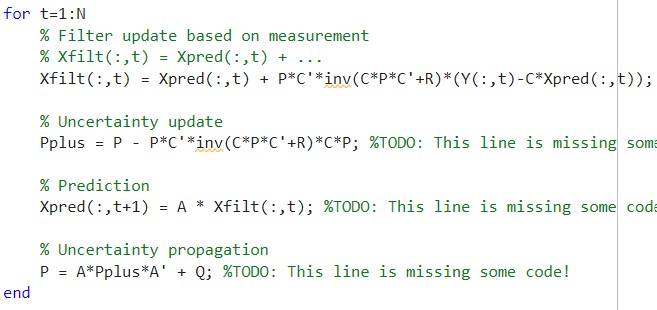 for t=1:N
% Filter update based on measurement
% Xfilt(:,t) = Xpred(:,t) + ...
Xfilt(:,t) = Xpred(:,t) + P*C'*inv(C*P*C'+R)*(Y(:,t)-C*Xpred(:,t));
% Uncertainty update
Pplus = P - P*C'*inv(C*P*C'+R)*C*P; %TODO: This line is missing some
% Prediction
Xpred(:,t+1) = A * Xfilt(:,t); %TODO: This line is missing some code
% Uncertainty propagation
P = A*Pplus*A' + Q; %TODO: This line is missing some code!
end